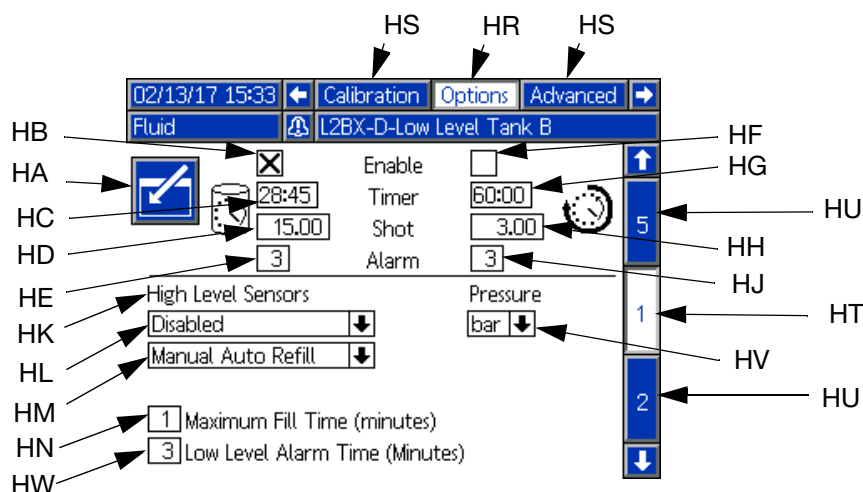 HS HR HS
02/13/17 15:33 Calibration Options Advanced
Fluid L2BX-D-Low Level Tank B
HB Enable HF
HA HG
28:45 Timer 60:00
HC HU
5
HD 15.00 Shot 3.00 HH
HE 3 Alarm 3 HJ
HK High Level Sensors Pressure
1 HT
HL Disabled bar HV
HM Manual Auto Refill
2 HU
HN 1 Maximum Fill Time (minutes)
HW 3 Low Level Alarm Time (Minutes)